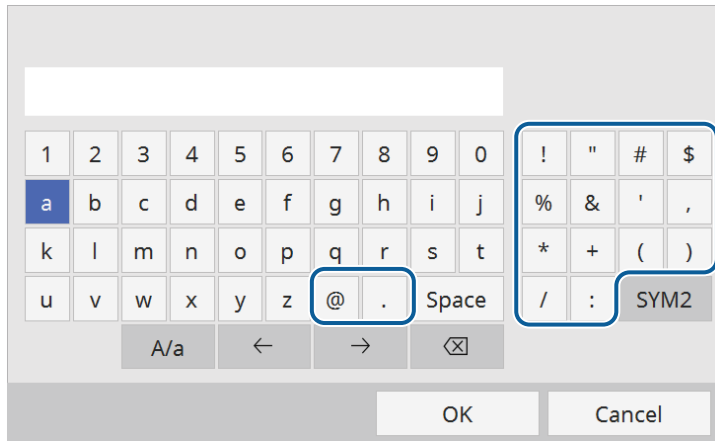 1 2 3 4 5 6 7 8 9 0 ! " # $
a b c d e f g h i j % & ' ,
k l m n o p q r s t * + ( )
u v w x y z @ . Space / : SYM2
A/a ← → ⌫
OK Cancel